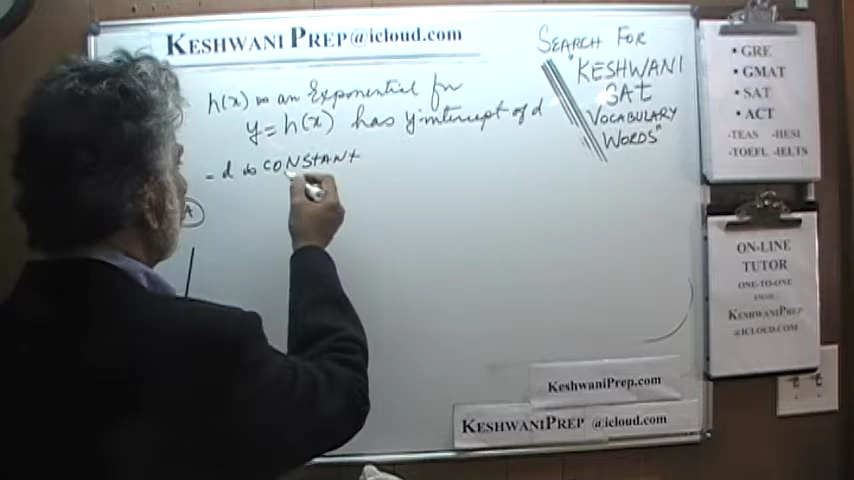 KESHWANI PREP@icloud.com
h(x) is an Exponential fn
y=h(x) has y-intercept of d
= d is CONSTANT
A
SEARCH FOR
"KESHWANI
SAT
VOCABULARY
WORDS"
• GRE
• GMAT
• SAT
• ACT
-TEAS -HESI
-TOEFL -IELTS
ON-LINE
TUTOR
ONE-TO-ONE
KESHWANIPREP
@ICLOUD.COM
KeshwaniPrep.com
KESHWANIPREP @icloud.com